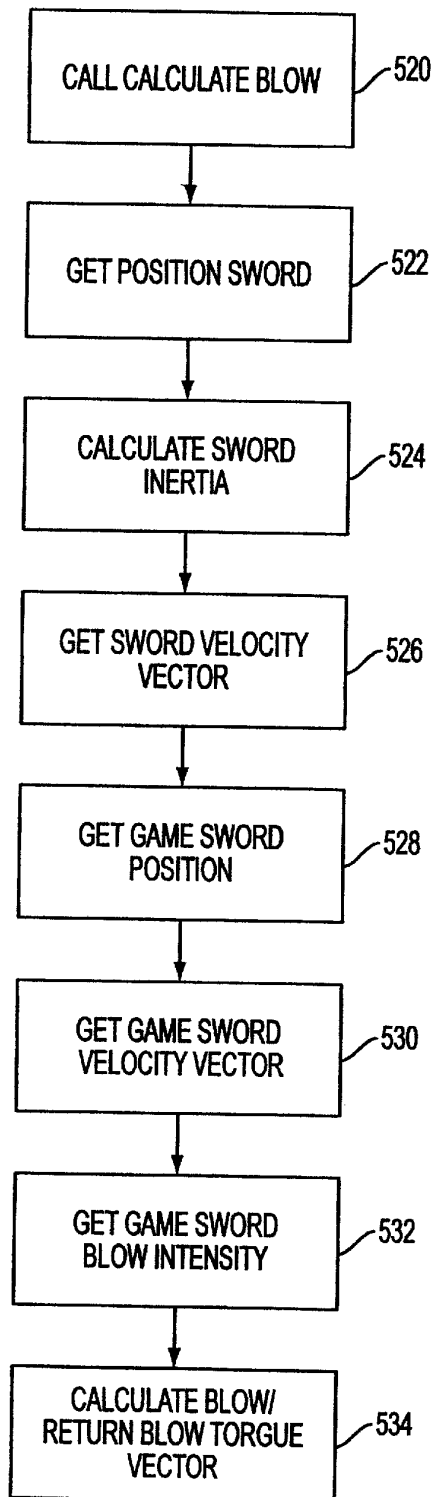 CALL CALCULATE BLOW
520
GET POSITION SWORD
522
CALCULATE SWORD
INERTIA
524
GET SWORD VELOCITY
VECTOR
526
GET GAME SWORD
POSITION
528
GET GAME SWORD
VELOCITY VECTOR
530
GET GAME SWORD
BLOW INTENSITY
532
CALCULATE BLOW/
RETURN BLOW TORGUE
VECTOR
534